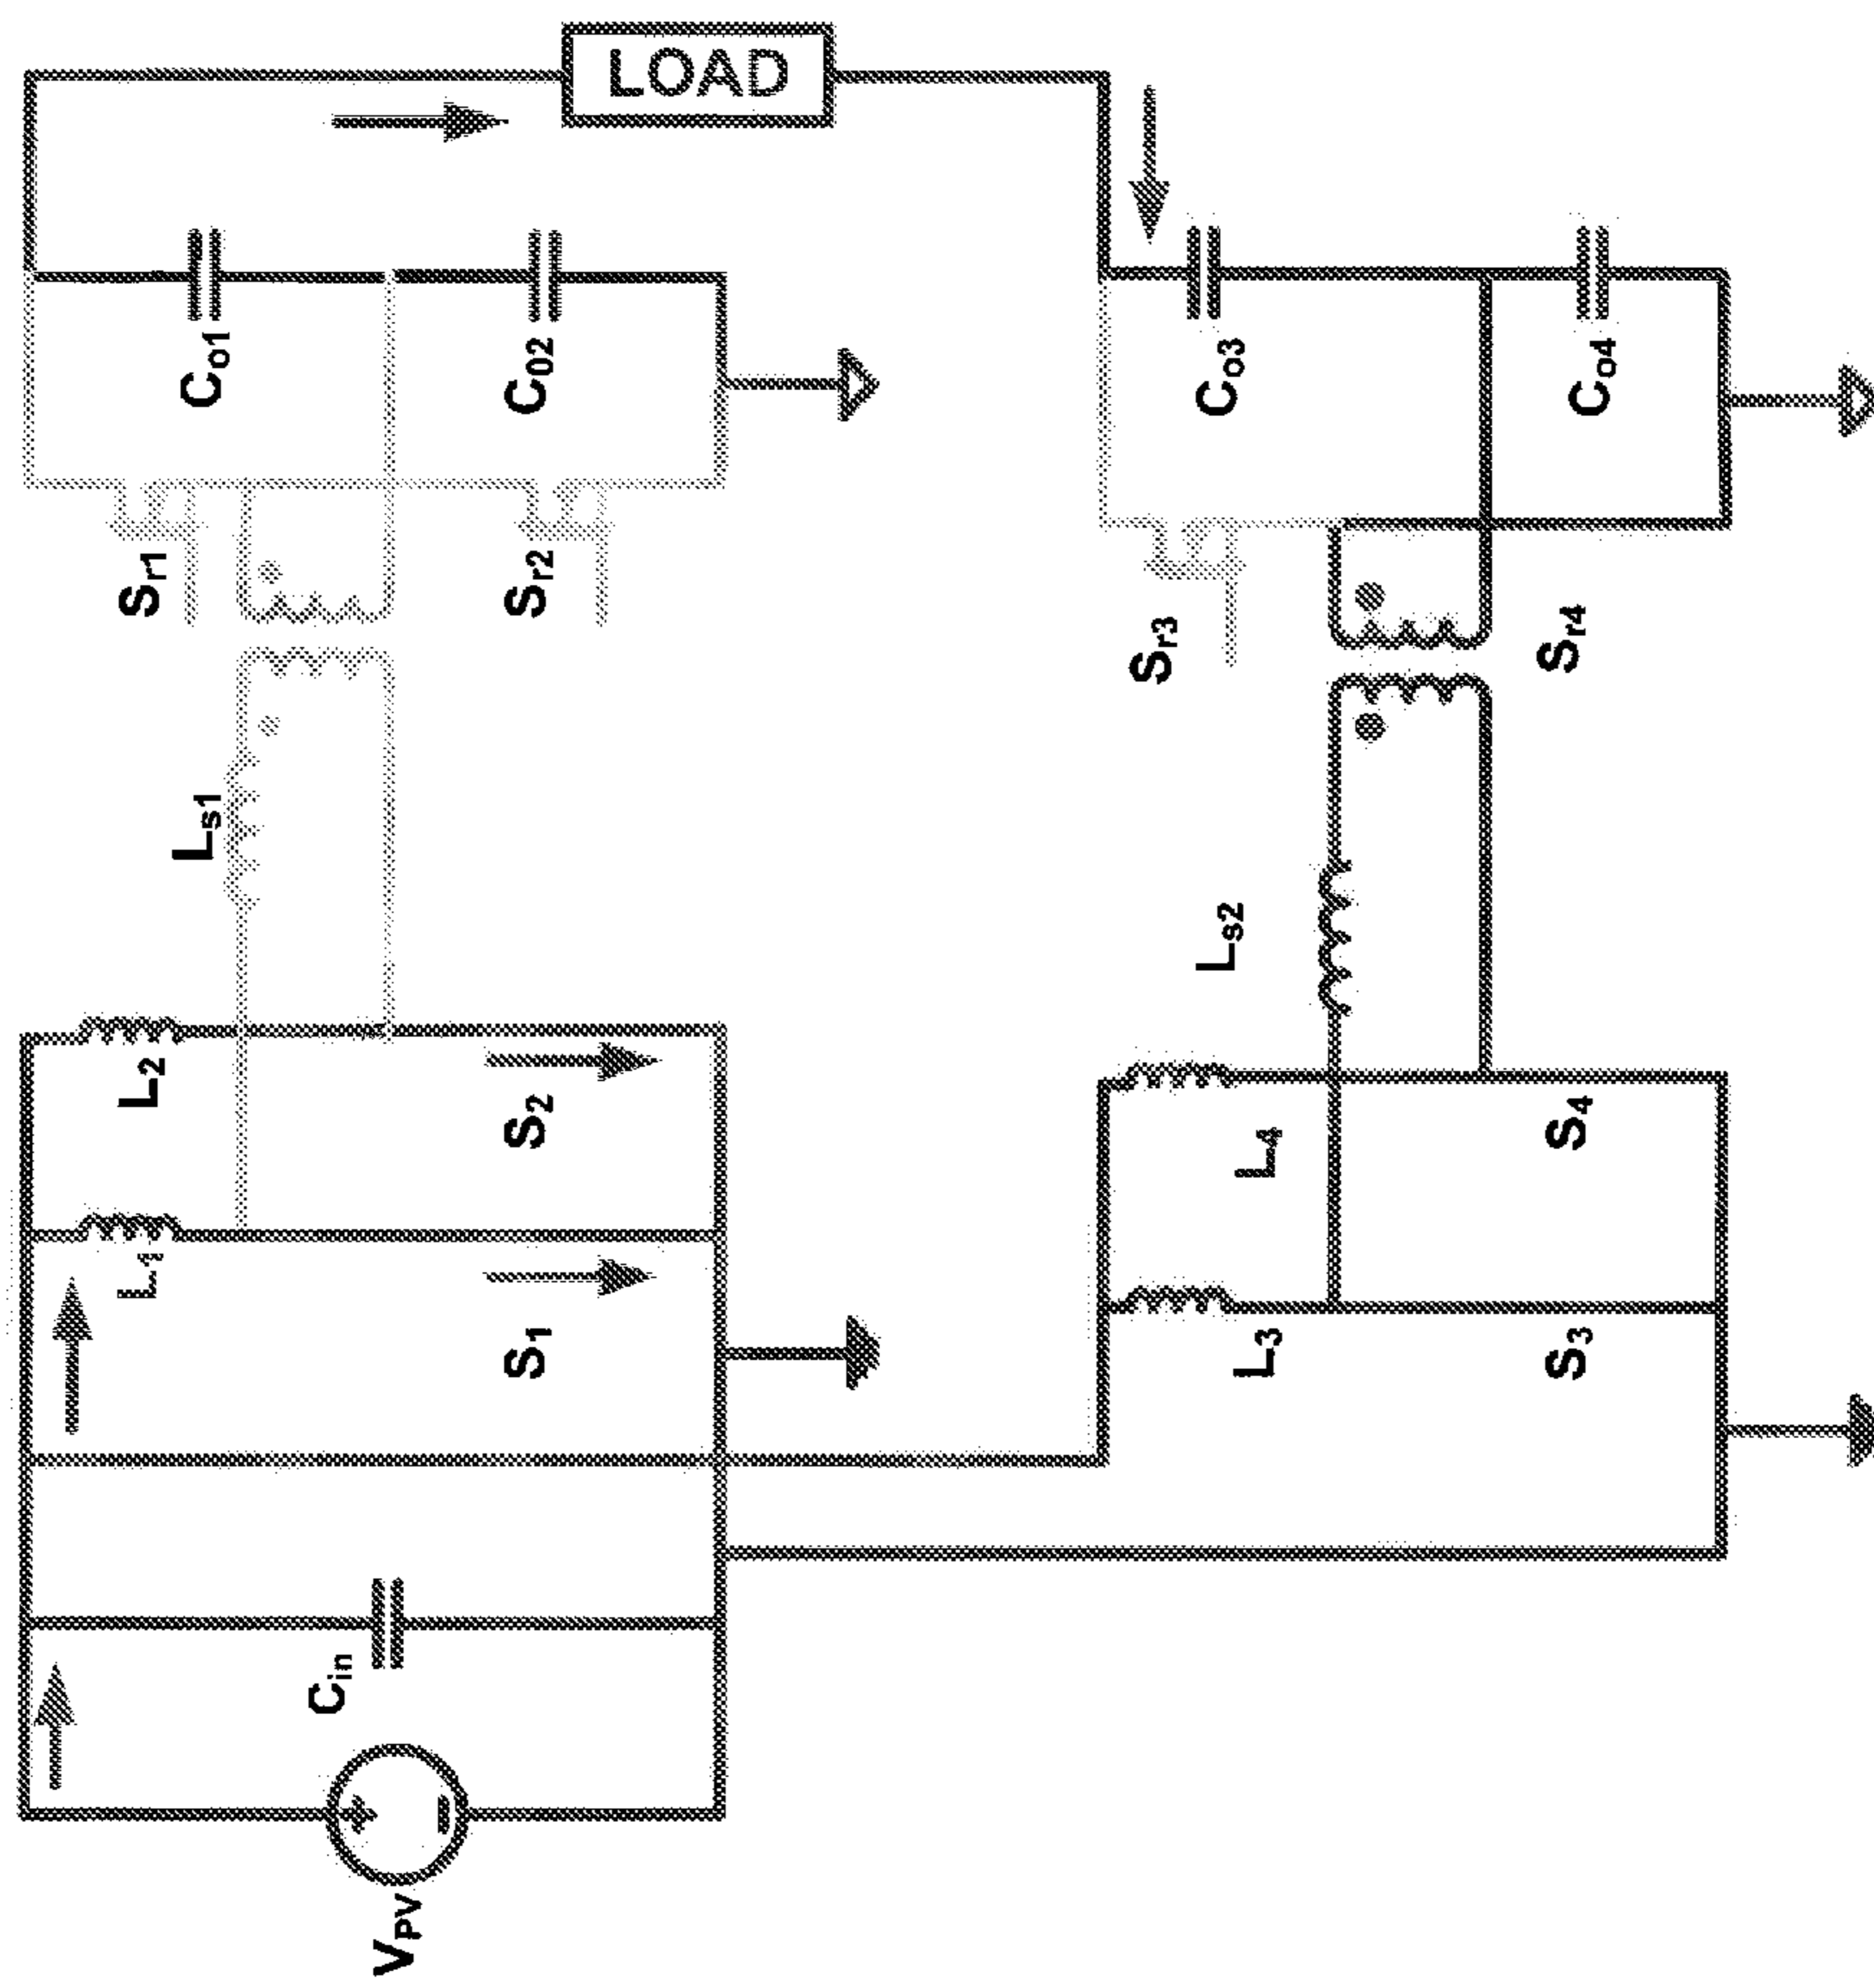 LOAD
Co1
C02
Sr1
Sr2
Ls1
L2
S2
L1
S1
Cin
VPV
Co3
Co4
Sr3
Sr4
Ls2
L4
S4
L3
S3